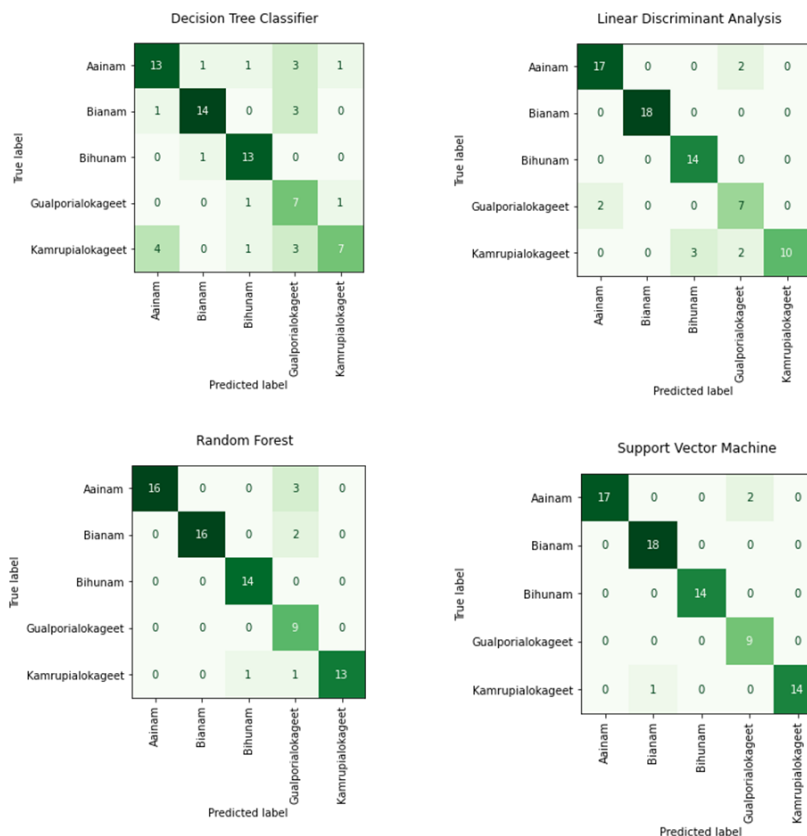 Decision Tree Classifier
Aainam 13 1 1 3 1
Bianam 1 14 0 3 0
Bihunam 0 1 13 0 0
Gualporialokageet 0 0 1 7 1
Kamrupialokageet 4 0 1 3 7
True label
Aainam
Bianam
Bihunam
Gualporialokageet
Kamrupialokageet
Predicted label
Linear Discriminant Analysis
Aainam 17 0 0 2 0
Bianam 0 18 0 0 0
Bihunam 0 0 14 0 0
Gualporialokageet 2 0 0 7 0
Kamrupialokageet 0 0 3 2 10
True label
Aainam
Bianam
Bihunam
Gualporialokageet
Kamrupialokageet
Predicted label
Random Forest
Aainam 16 0 0 3 0
Bianam 0 16 0 2 0
Bihunam 0 0 14 0 0
Gualporialokageet 0 0 0 9 0
Kamrupialokageet 0 0 1 1 13
True label
Aainam
Bianam
Bihunam
Gualporialokageet
Kamrupialokageet
Predicted label
Support Vector Machine
Aainam 17 0 0 2 0
Bianam 0 18 0 0 0
Bihunam 0 0 14 0 0
Gualporialokageet 0 0 0 9 0
Kamrupialokageet 0 1 0 0 14
True label
Aainam
Bianam
Bihunam
Gualporialokageet
Kamrupialokageet
Predicted label